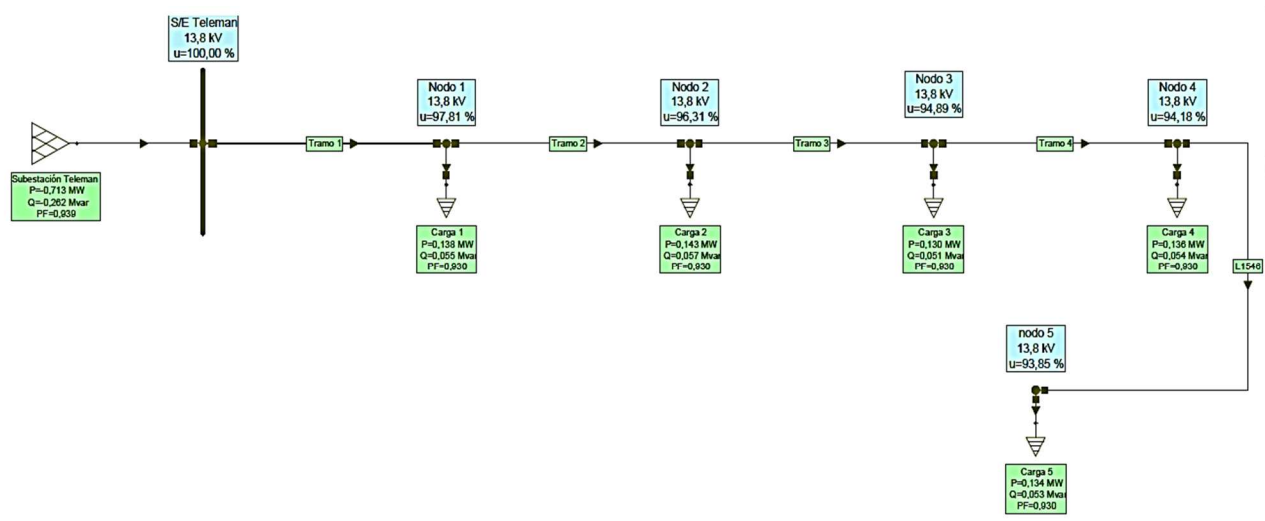 S/E Teleman
13,8 kV
u=100,00 %
Nodo 1
13,8 kV
u=97,81 %
Nodo 2
13,8 kV
u=96,31 %
Nodo 3
13,8 kV
u=94,89 %
Nodo 4
13,8 kV
u=94,18 %
Tramo 1
Tramo 2
Tramo 3
Tramo 4
Subestación Teleman
P=-0,713 MW
Q=-0,262 Mvar
PF=0,939
Carga 1
P=0,138 MW
Q=0,055 Mvar
PF=0,930
Carga 2
P=0,143 MW
Q=0,057 Mvar
PF=0,930
Carga 3
P=0,130 MW
Q=0,051 Mvar
PF=0,930
Carga 4
P=0,136 MW
Q=0,054 Mvar
PF=0,930
L1546
nodo 5
13,8 kV
u=93,85 %
Carga 5
P=0,134 MW
Q=0,053 Mvar
PF=0,930